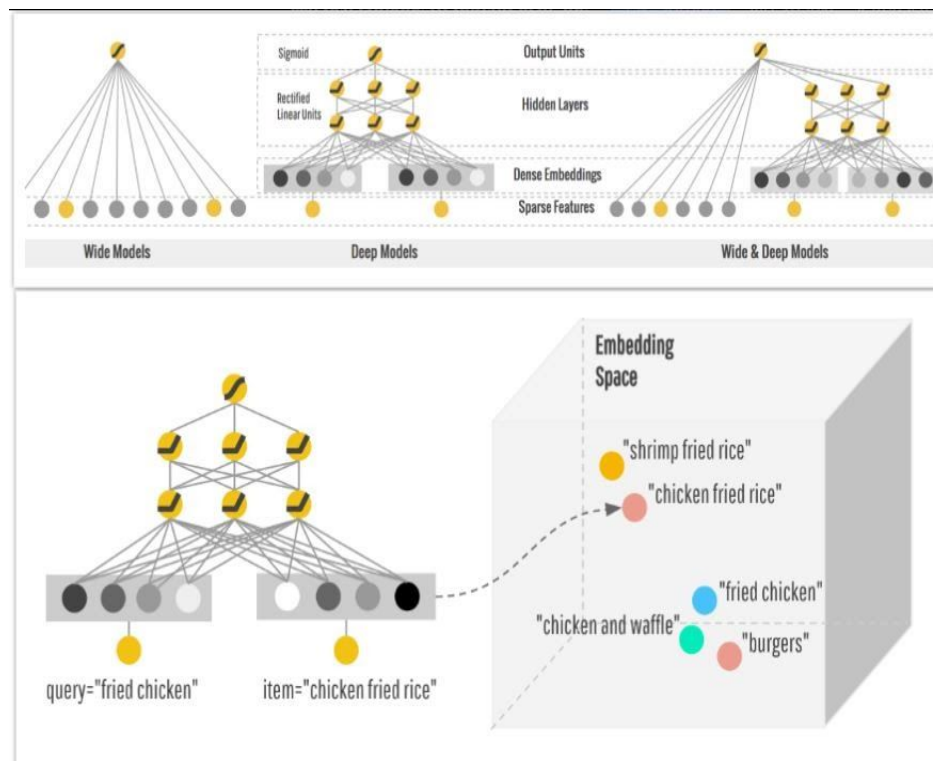 Sigmoid
Output Units
Rectified
Linear Units
Hidden Layers
Dense Embeddings
Sparse Features
Wide Models
Deep Models
Wide & Deep Models
Embedding
Space
"shrimp fried rice"
"chicken fried rice"
"fried chicken"
"chicken and waffle"
"burgers"
query="fried chicken"
item="chicken fried rice"